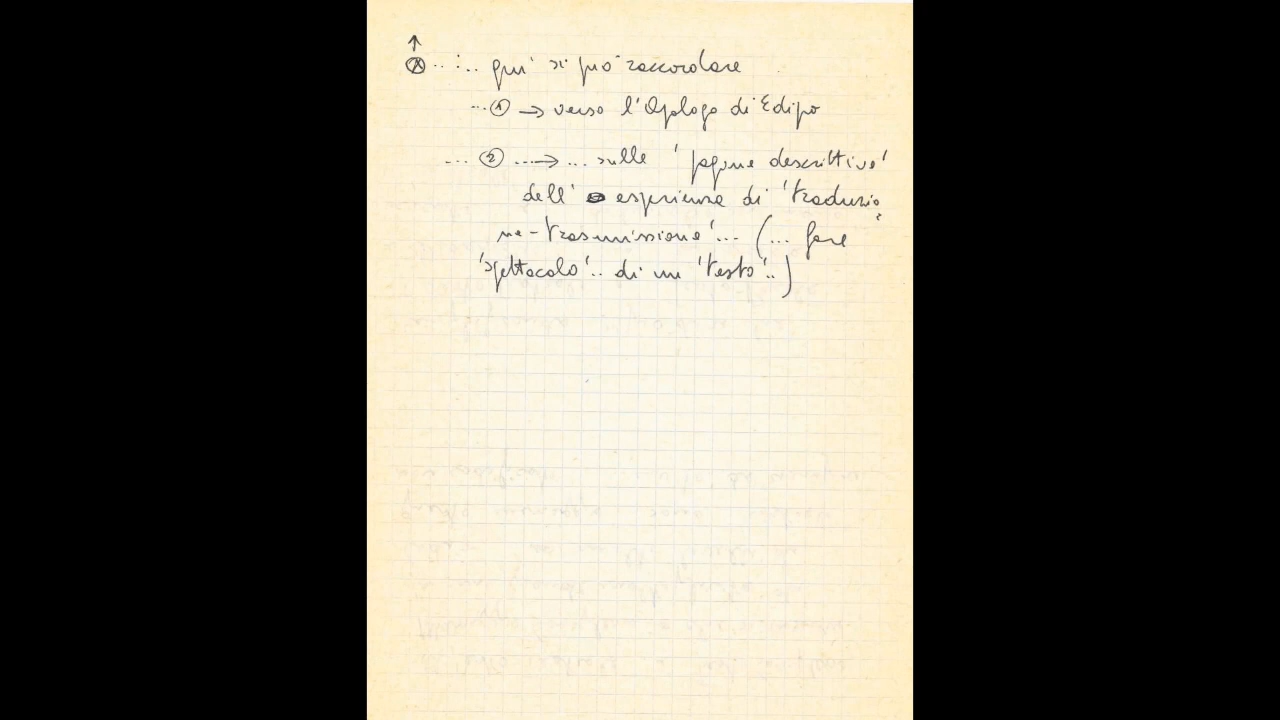 ↑
Ⓐ .. : .. qui si può raccordare
... ① → verso l'Apologo di Edipo
... ② ...→ ... sulle 'pagine descrittive'
dell' esperienza di 'traduzio
ne-trasmissione' ... (... fare
'spettacolo' .. di un 'testo' ..)